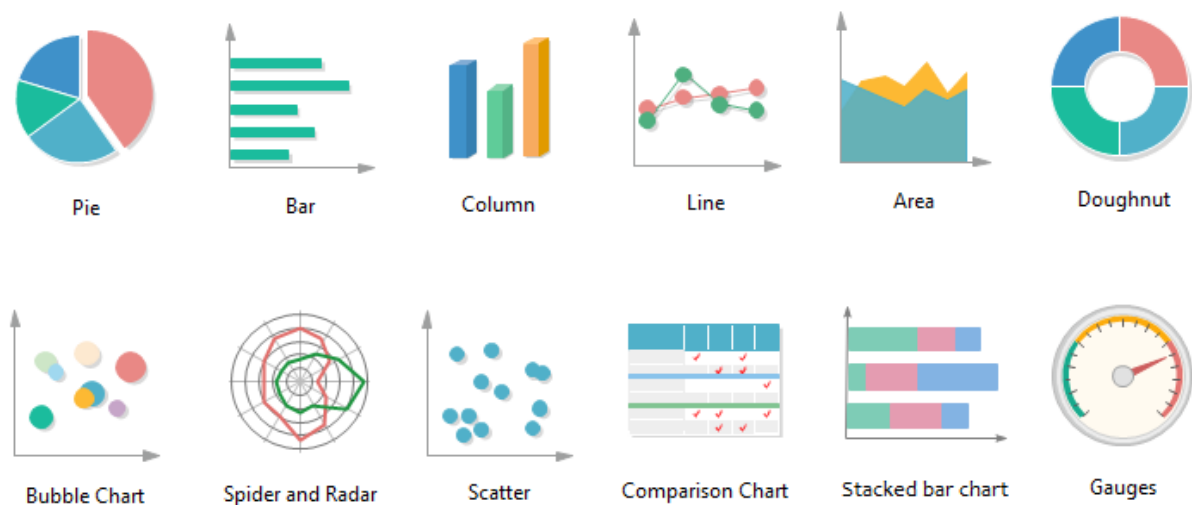 Pie
Bar
Column
Line
Area
Doughnut
Bubble Chart
Spider and Radar
Scatter
Comparison Chart
Stacked bar chart
Gauges